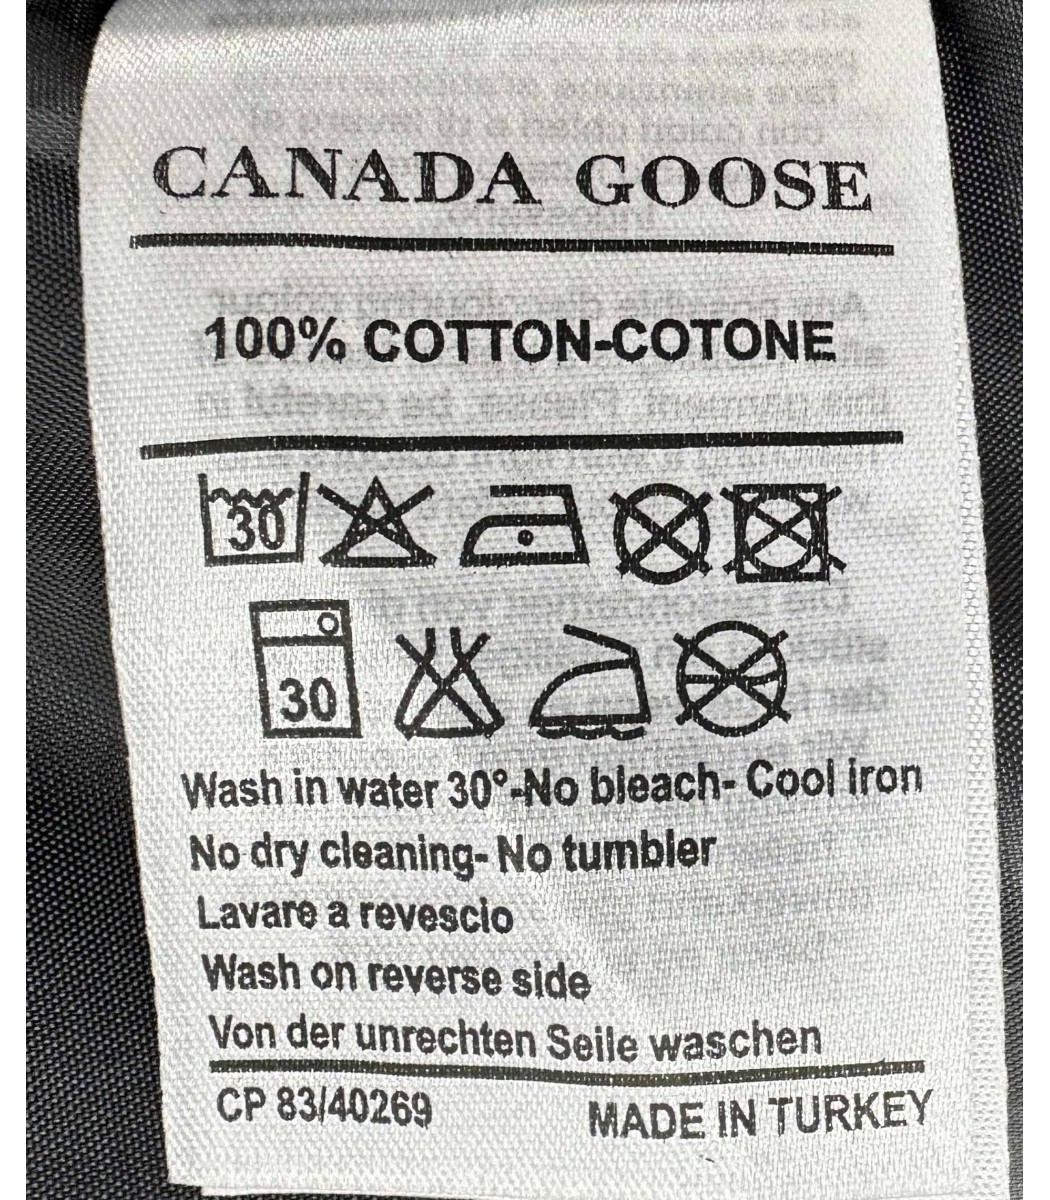 CANADA GOOSE
100% COTTON-COTONE
30
30
Wash in water 30°-No bleach- Cool iron
No dry cleaning- No tumbler
Lavare a revescio
Wash on reverse side
Von der unrechten Seile waschen
CP 83/40269 MADE IN TURKEY